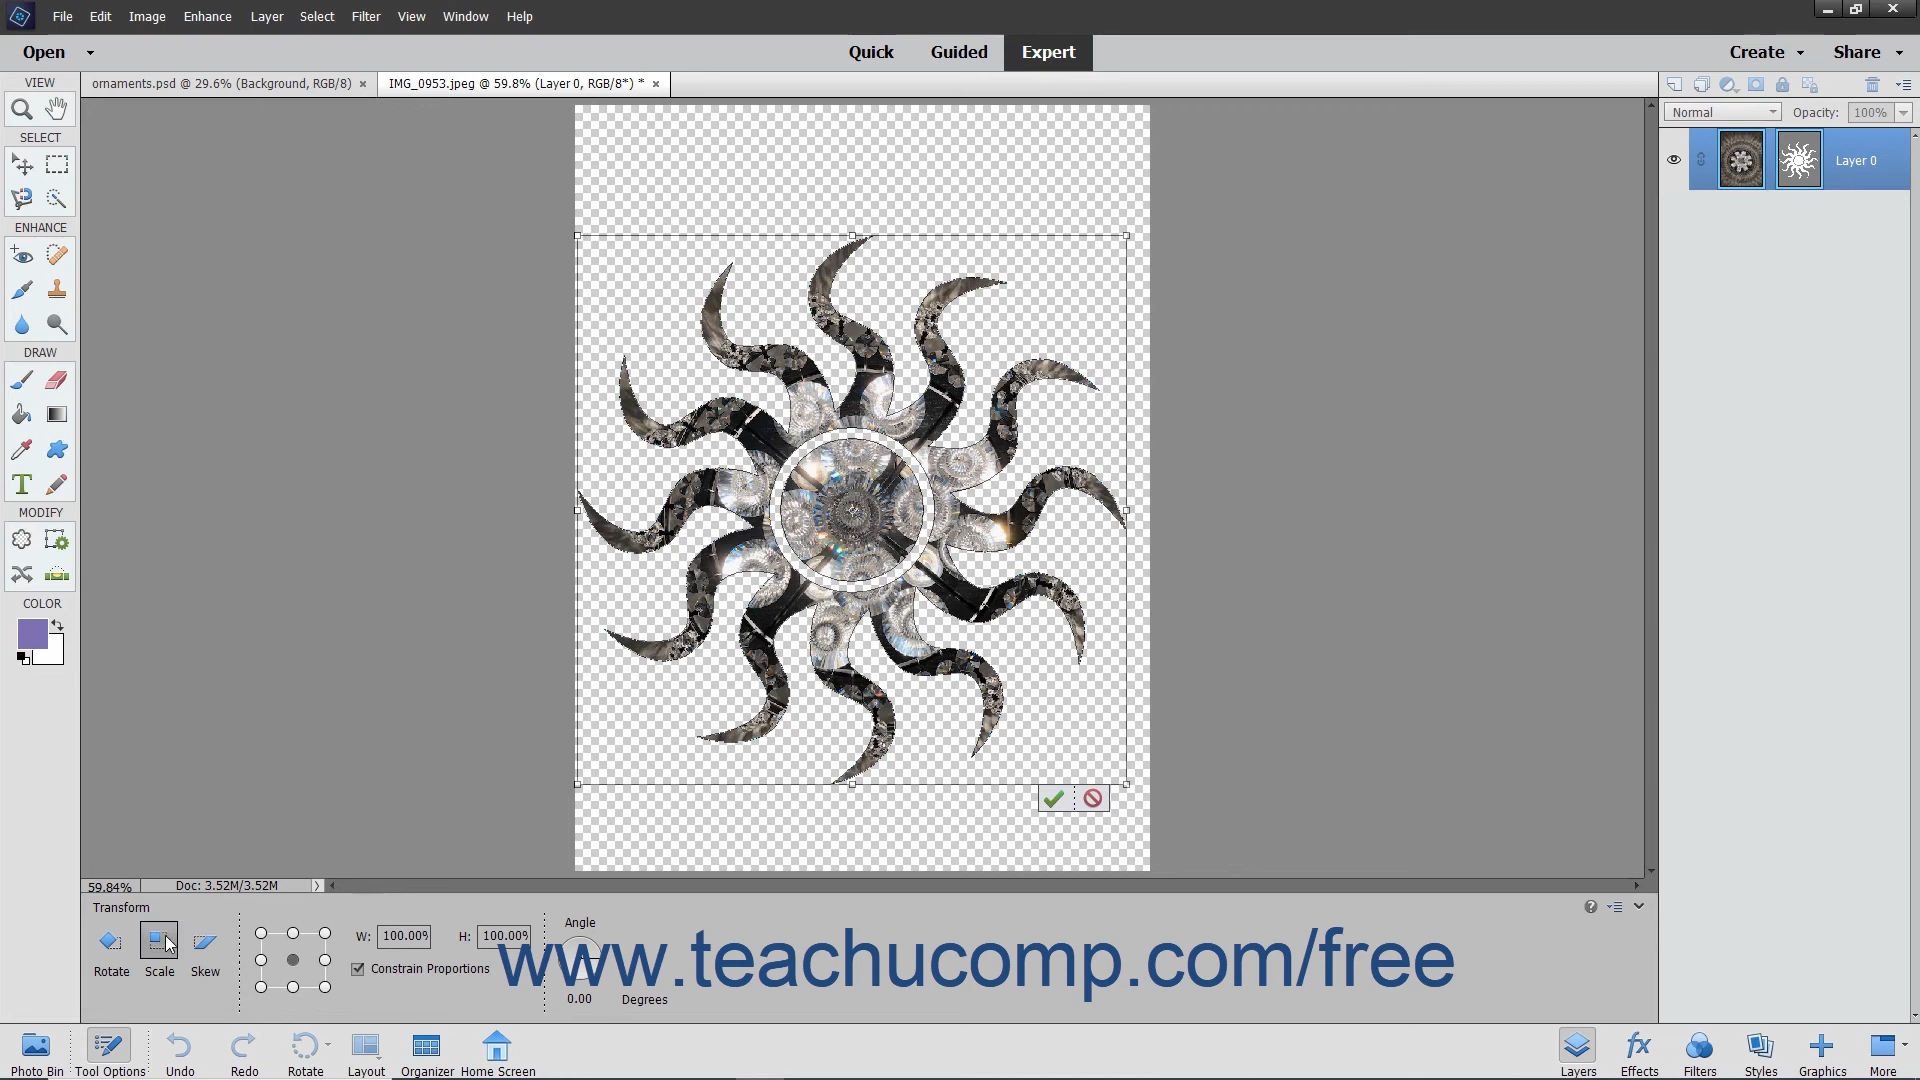 File Edit Image Enhance Layer Select Filter View Window Help
Open Quick Guided Expert Create Share
ornaments.psd @ 29.6% (Background, RGB/8) × IMG_0953.jpeg @ 59.8% (Layer 0, RGB/8*) * ×
VIEW
Normal Opacity: 100%
SELECT
Layer 0
ENHANCE
DRAW
T
MODIFY
COLOR
59.84% Doc: 3.52M/3.52M
Transform
Angle
W: 100.00% H: 100.00%
Rotate Scale Skew
Constrain Proportions
0.00 Degrees
www.teachucomp.com/free
fx
Photo Bin Tool Options Undo Redo Rotate Layout Organizer Home Screen Layers Effects Filters Styles Graphics More